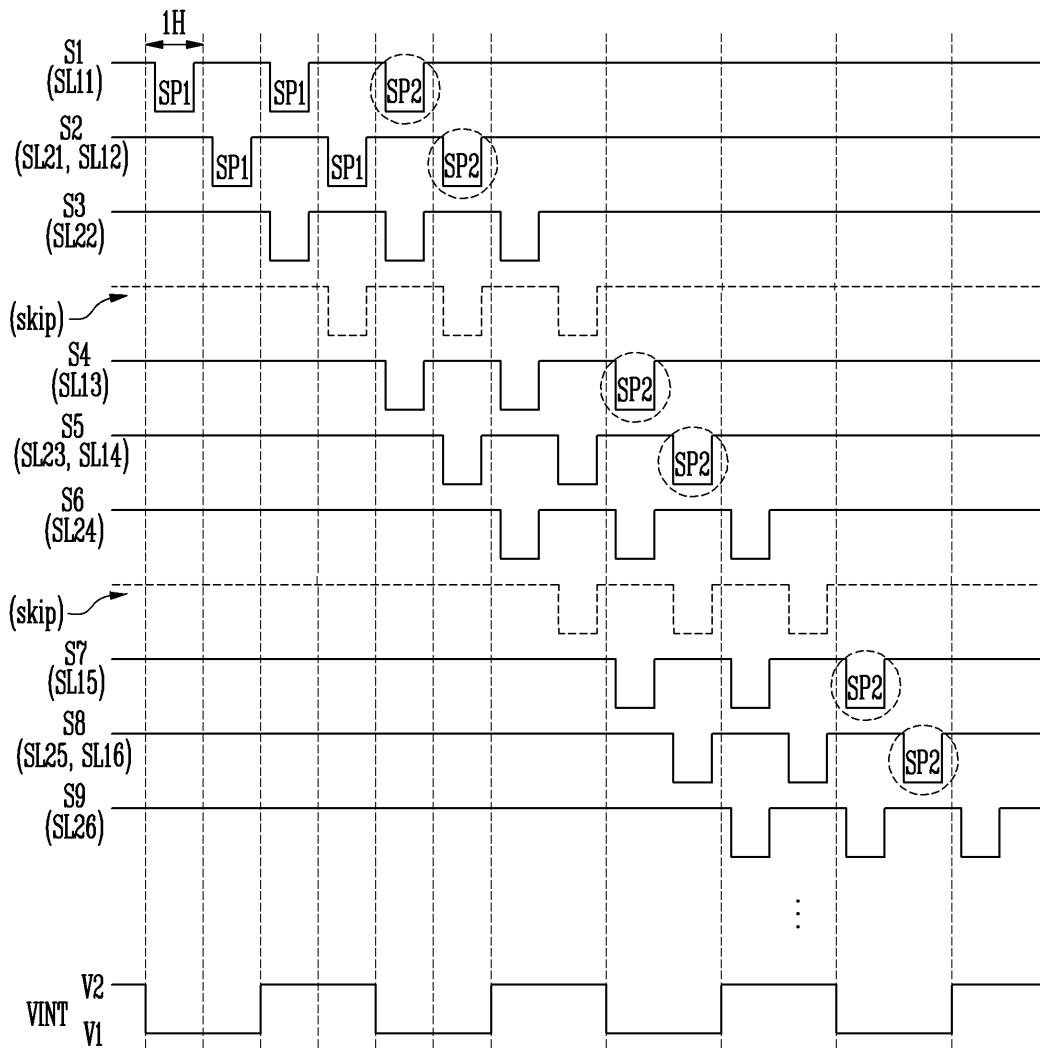 1H
S1
(SL11)
SP1 SP1 SP2
S2
(SL21, SL12)
SP1 SP1 SP2
S3
(SL22)
(skip)
S4
(SL13)
SP2
S5
(SL23, SL14)
SP2
S6
(SL24)
(skip)
S7
(SL15)
SP2
S8
(SL25, SL16)
SP2
S9
(SL26)
V2
VINT
V1